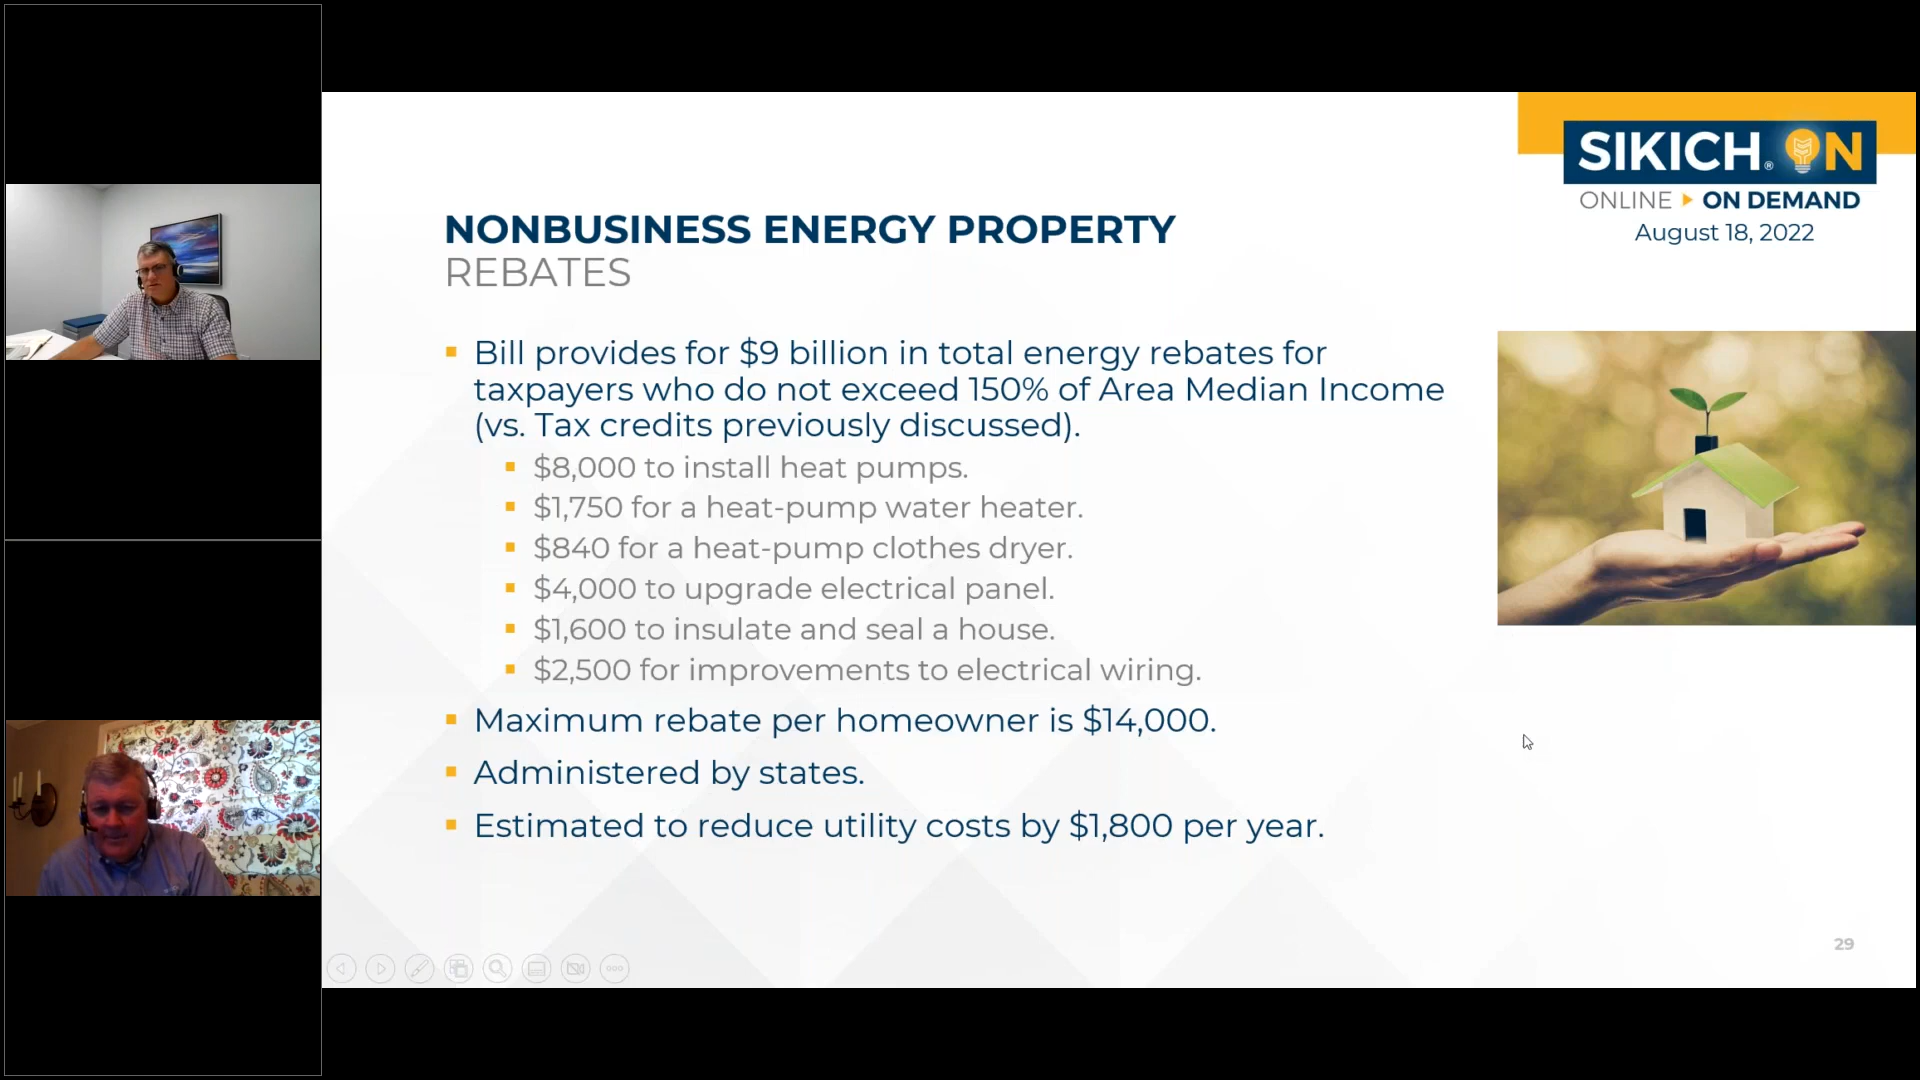 SIKICH® ON
ONLINE ▸ ON DEMAND
August 18, 2022
NONBUSINESS ENERGY PROPERTY
REBATES
▪ Bill provides for $9 billion in total energy rebates for
taxpayers who do not exceed 150% of Area Median Income
(vs. Tax credits previously discussed).
▪ $8,000 to install heat pumps.
▪ $1,750 for a heat-pump water heater.
▪ $840 for a heat-pump clothes dryer.
▪ $4,000 to upgrade electrical panel.
▪ $1,600 to insulate and seal a house.
▪ $2,500 for improvements to electrical wiring.
▪ Maximum rebate per homeowner is $14,000.
▪ Administered by states.
▪ Estimated to reduce utility costs by $1,800 per year.
29